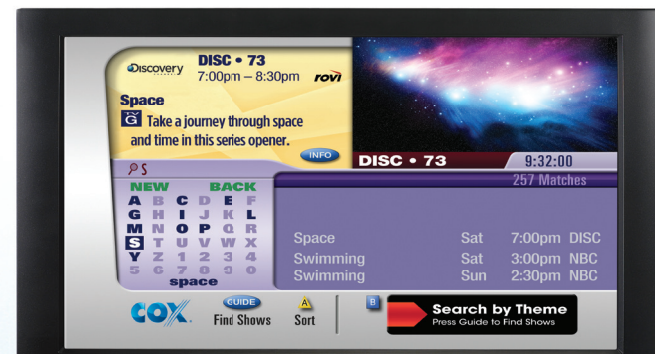 Discovery
DISC • 73
7:00pm – 8:30pm
rovi
Space
G Take a journey through space
and time in this series opener.
INFO
DISC • 73
9:32:00
S
257 Matches
NEW BACK
A B C D E F
G H I J K L
M N O P Q R
S T U V W X
Y Z 1 2 3 4
5 6 7 8 9 0
space
Space Sat 7:00pm DISC
Swimming Sat 3:00pm NBC
Swimming Sun 2:30pm NBC
COX
GUIDE
Find Shows
A
Sort
B
Search by Theme
Press Guide to Find Shows